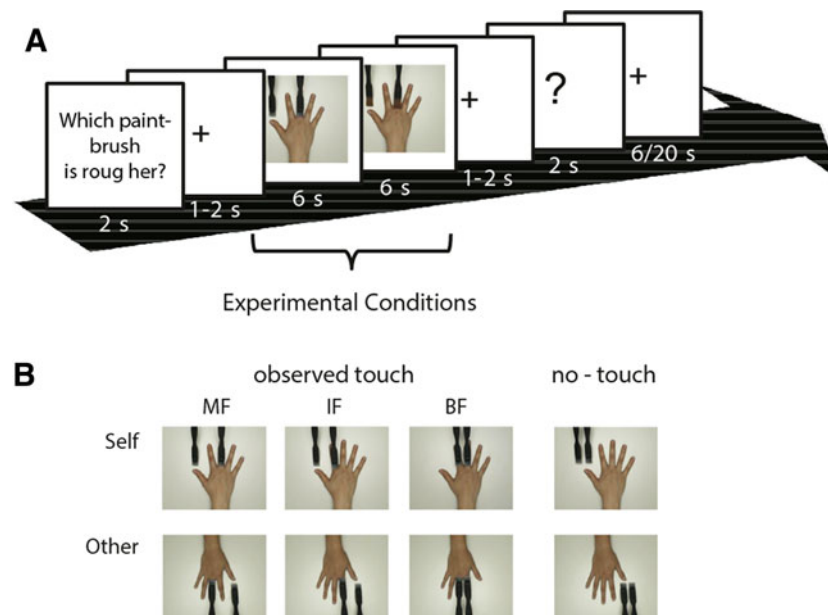 A
Which paint-
brush
is roug her?
+
+
?
+
2 s
1-2 s
6 s
6 s
1-2 s
2 s
6/20 s
Experimental Conditions
B
observed touch
no - touch
MF
IF
BF
Self
Other